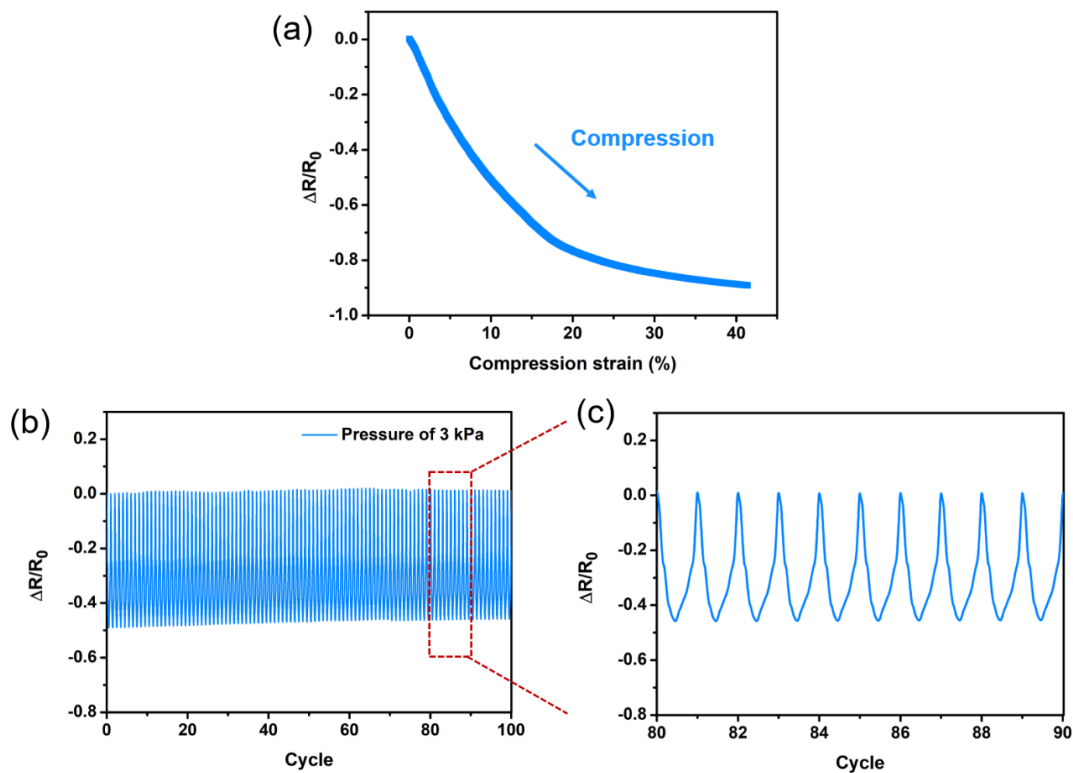 (a)
0.0
-0.2
-0.4
-0.6
-0.8
-1.0
ΔR/R0
Compression
0 10 20 30 40
Compression strain (%)
(b)
0.2
0.0
-0.2
-0.4
-0.6
-0.8
ΔR/R0
Pressure of 3 kPa
0 20 40 60 80 100
Cycle
(c)
0.2
0.0
-0.2
-0.4
-0.6
-0.8
ΔR/R0
80 82 84 86 88 90
Cycle